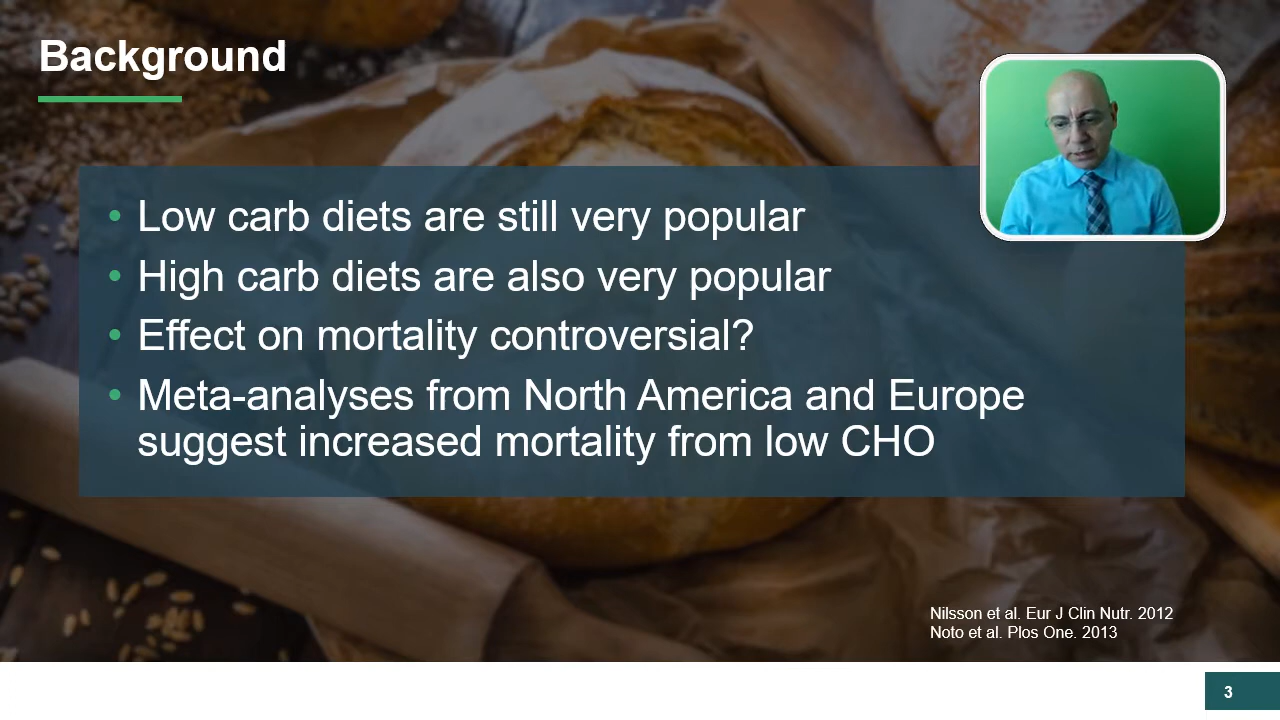 Background
• Low carb diets are still very popular
• High carb diets are also very popular
• Effect on mortality controversial?
• Meta-analyses from North America and Europe
suggest increased mortality from low CHO
Nilsson et al. Eur J Clin Nutr. 2012
Noto et al. Plos One. 2013
3